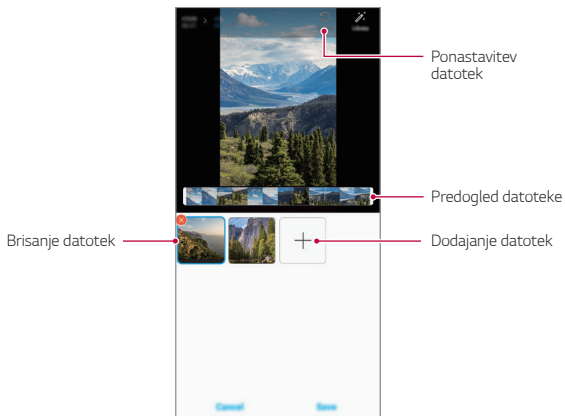 Ponastavitev
datotek
Predogled datoteke
Brisanje datotek
Dodajanje datotek
Cancel
Save